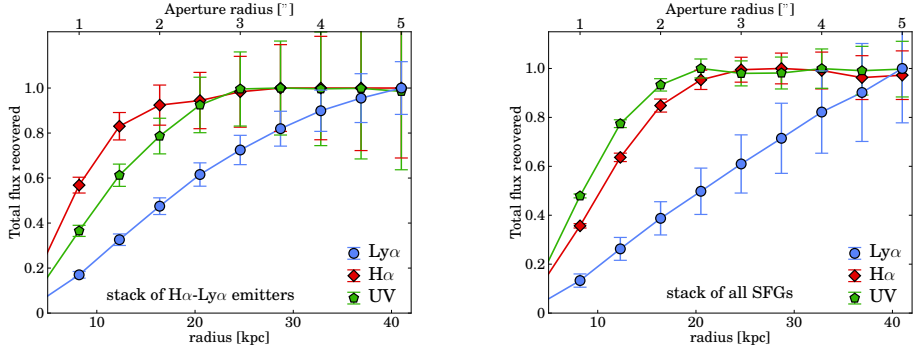 Aperture radius [”]
1 2 3 4 5
Total flux recovered
1.0
0.8
0.6
0.4
0.2
0
Lyα
Hα
UV
stack of Hα-Lyα emitters
10 20 30 40
radius [kpc]
Aperture radius [”]
1 2 3 4 5
Total flux recovered
1.0
0.8
0.6
0.4
0.2
0
Lyα
Hα
UV
stack of all SFGs
10 20 30 40
radius [kpc]